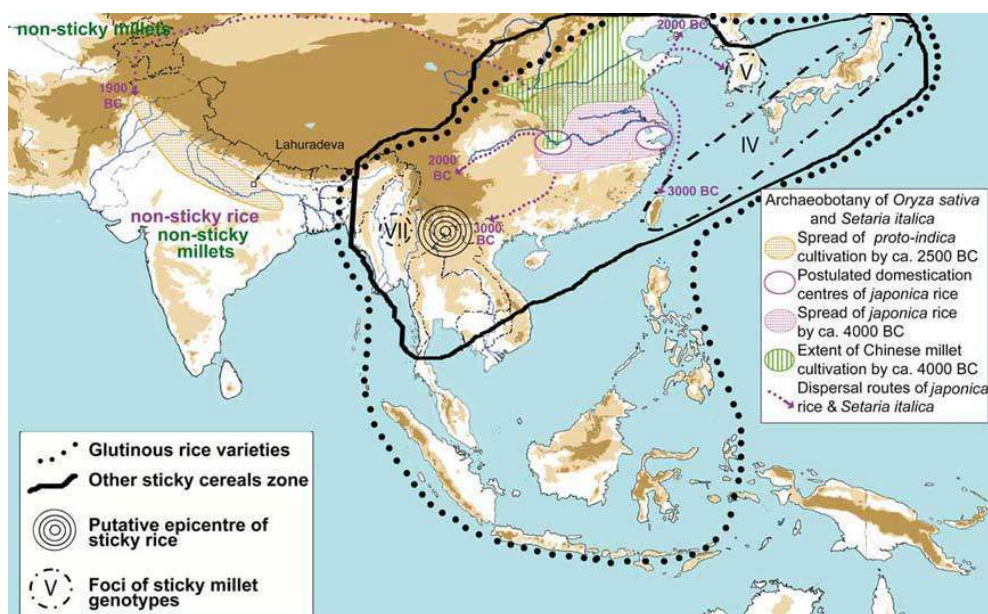 non-sticky millets
1900
BC
Lahuradeva
non-sticky rice
non-sticky
millets
2000 BC
V
IV
2000
BC
3000
BC
3000 BC
VII
Archaeobotany of Oryza sativa
and Setaria italica
Spread of proto-indica
cultivation by ca. 2500 BC
Postulated domestication
centres of japonica rice
Spread of japonica rice
by ca. 4000 BC
Extent of Chinese millet
cultivation by ca. 4000 BC
Dispersal routes of japonica
rice & Setaria italica
Glutinous rice varieties
Other sticky cereals zone
Putative epicentre of
sticky rice
V
Foci of sticky millet
genotypes